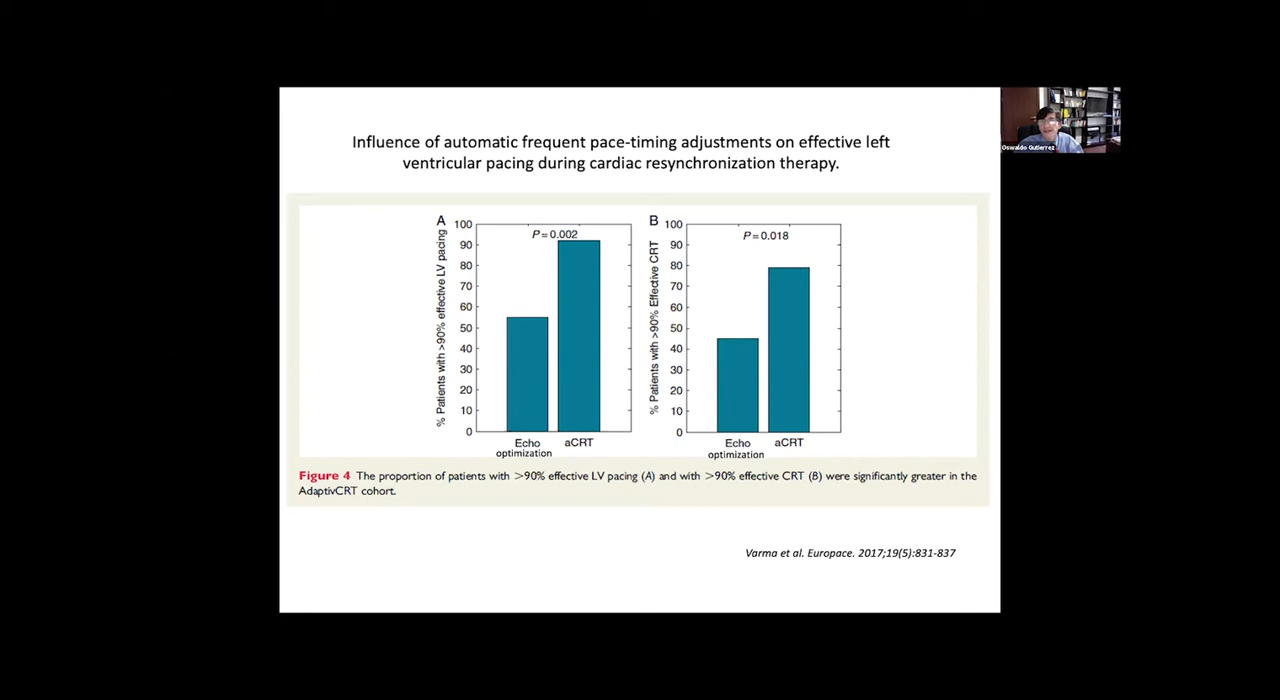 Influence of automatic frequent pace-timing adjustments on effective left
ventricular pacing during cardiac resynchronization therapy.
Oswaldo Gutierrez
A
% Patients with >90% effective LV pacing
100
90
80
70
60
50
40
30
20
10
0
P = 0.002
Echo
optimization
aCRT
B
% Patients with >90% Effective CRT
100
90
80
70
60
50
40
30
20
10
0
P = 0.018
Echo
optimization
aCRT
Figure 4 The proportion of patients with >90% effective LV pacing (A) and with >90% effective CRT (B) were significantly greater in the
AdaptivCRT cohort.
Varma et al. Europace. 2017;19(5):831-837